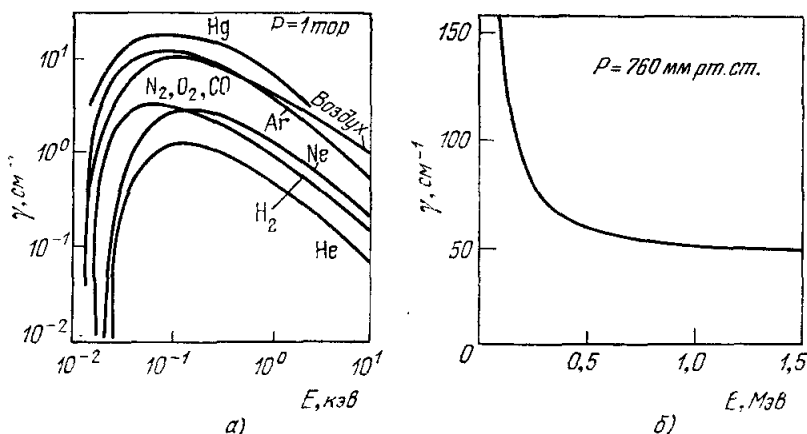 Hg
P=1тор
N₂, O₂, CO
Воздух
Ar
Ne
H₂
He
γ, см⁻¹
10¹
10⁰
10⁻¹
10⁻²
10⁻²
10⁻¹
10⁰
10¹
E, кэв
а)
P=760 мм рт.ст.
γ, см⁻¹
150
100
50
0
0,5
1,0
1,5
E, Мэв
б)